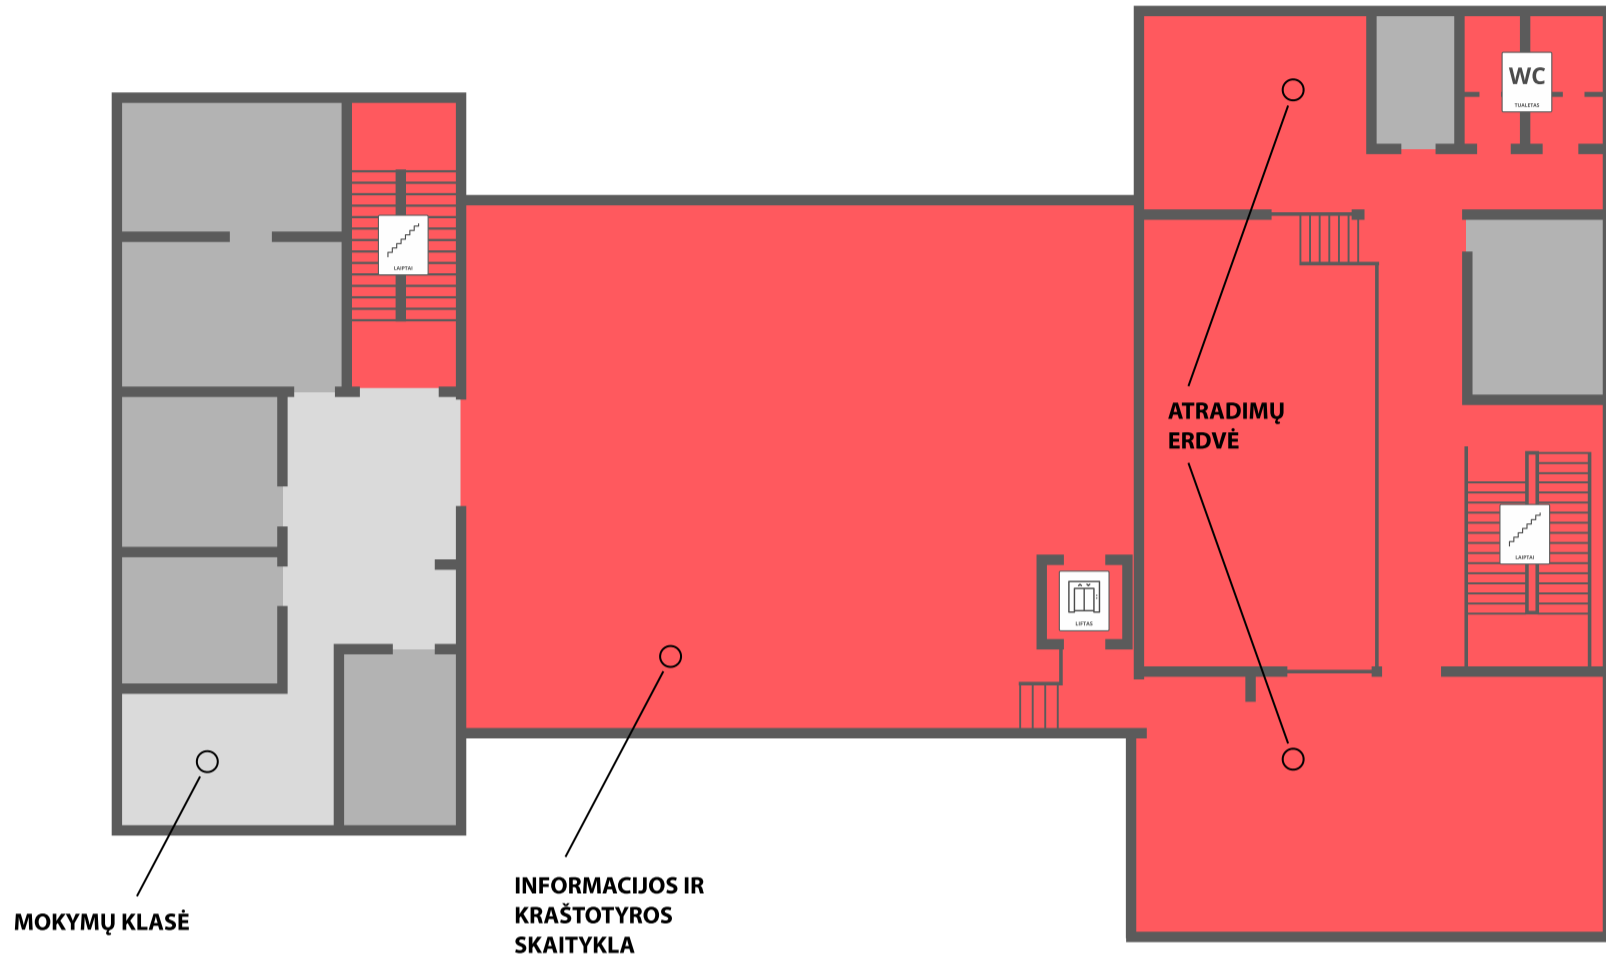 WC
TUALETAS
LAIPTAI
ATRADIMŲ
ERDVĖ
LAIPTAI
LIFTAS
MOKYMŲ KLASĖ
INFORMACIJOS IR
KRAŠTOTYROS
SKAITYKLA